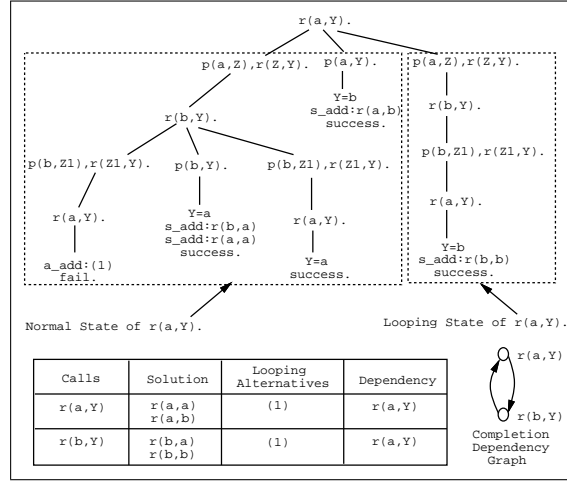 r(a,Y).
p(a,Z),r(Z,Y). p(a,Y). p(a,Z),r(Z,Y).
Y=b
s_add:r(a,b)
success.
r(b,Y).
r(b,Y).
p(b,Z1),r(Z1,Y). p(b,Y). p(b,Z1),r(Z1,Y).
p(b,Z1),r(Z1,Y).
r(a,Y).
a_add:(1)
fail.
Y=a
s_add:r(b,a)
s_add:r(a,a)
success.
r(a,Y).
Y=a
success.
r(a,Y).
Y=b
s_add:r(b,b)
success.
Normal State of r(a,Y).
Looping State of r(a,Y).
Calls Solution Looping Alternatives Dependency
r(a,Y) r(a,a) r(a,b) (1) r(a,Y)
r(b,Y) r(b,a) r(b,b) (1) r(a,Y)
r(a,Y)
r(b,Y)
Completion
Dependency
Graph